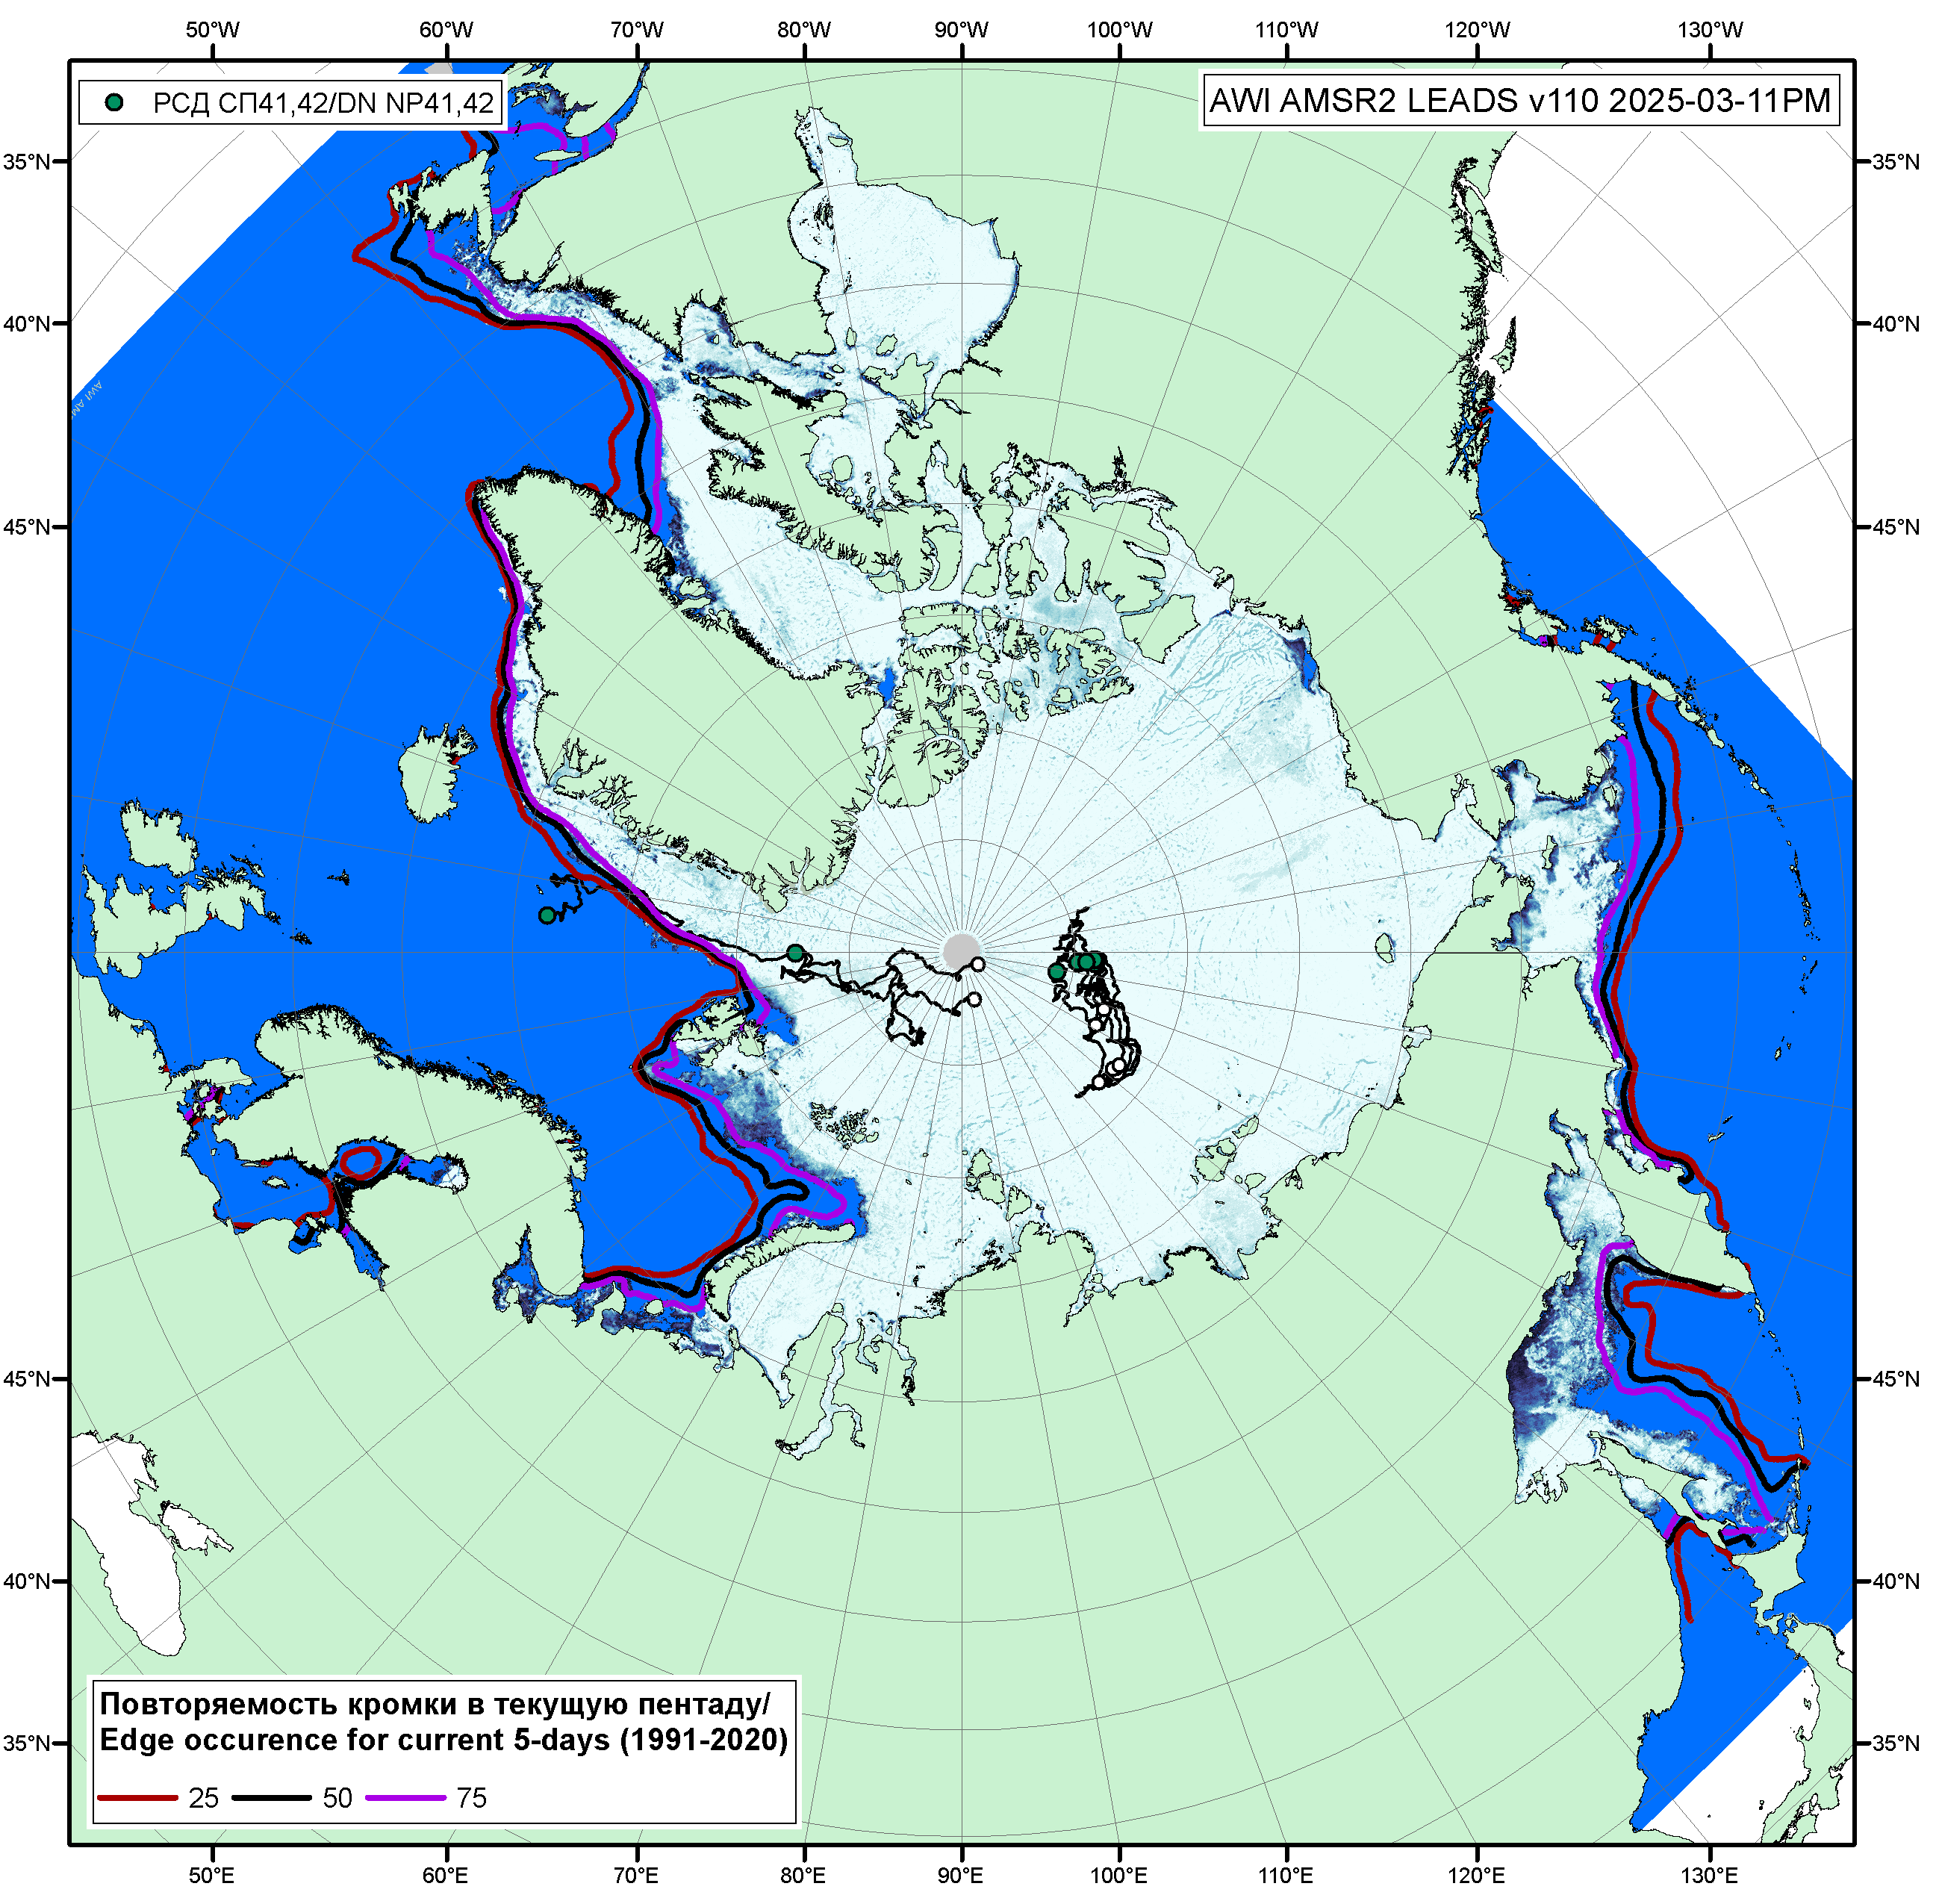 50°W 60°W 70°W 80°W 90°W 100°W 110°W 120°W 130°W
РСД СП41,42/DN NP41,42
AWI AMSR2 LEADS v110 2025-03-11PM
35°N 35°N
40°N 40°N
AWI AM
45°N 45°N
45°N 45°N
40°N 40°N
35°N 35°N
Повторяемость кромки в текущую пентаду/
Edge occurence for current 5-days (1991-2020)
25 50 75
50°E 60°E 70°E 80°E 90°E 100°E 110°E 120°E 130°E